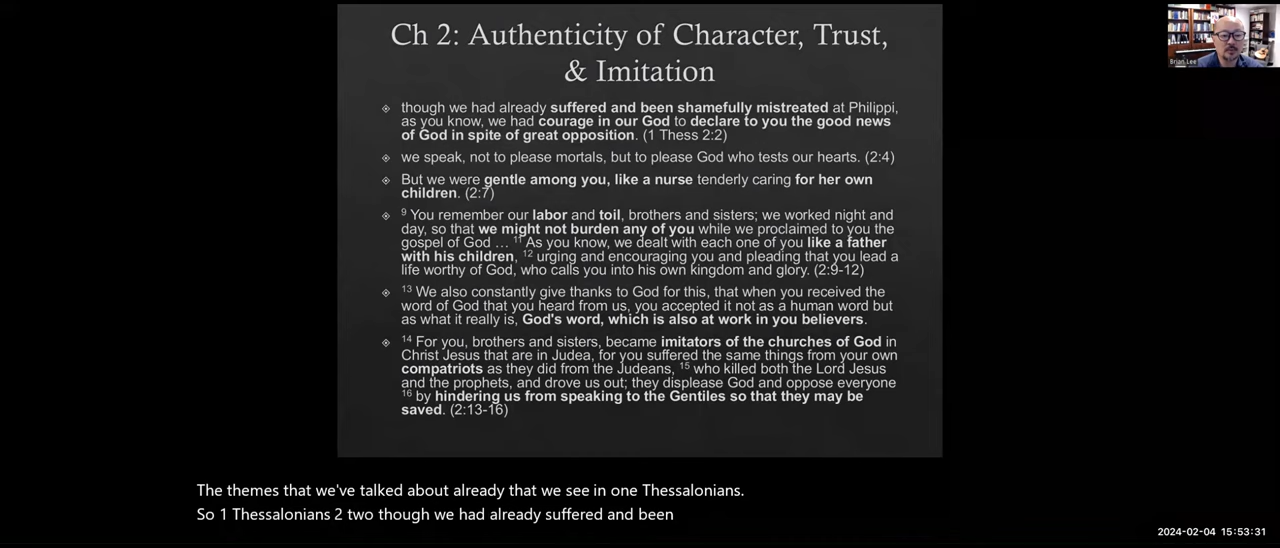 Ch 2: Authenticity of Character, Trust,
& Imitation
though we had already suffered and been shamefully mistreated at Philippi,
as you know, we had courage in our God to declare to you the good news
of God in spite of great opposition. (1 Thess 2:2)
we speak, not to please mortals, but to please God who tests our hearts. (2:4)
But we were gentle among you, like a nurse tenderly caring for her own
children. (2:7)
9 You remember our labor and toil, brothers and sisters; we worked night and
day, so that we might not burden any of you while we proclaimed to you the
gospel of God … 11 As you know, we dealt with each one of you like a father
with his children, 12 urging and encouraging you and pleading that you lead a
life worthy of God, who calls you into his own kingdom and glory. (2:9-12)
13 We also constantly give thanks to God for this, that when you received the
word of God that you heard from us, you accepted it not as a human word but
as what it really is, God's word, which is also at work in you believers.
14 For you, brothers and sisters, became imitators of the churches of God in
Christ Jesus that are in Judea, for you suffered the same things from your own
compatriots as they did from the Judeans, 15 who killed both the Lord Jesus
and the prophets, and drove us out; they displease God and oppose everyone
16 by hindering us from speaking to the Gentiles so that they may be
saved. (2:13-16)
Brian Lee
The themes that we've talked about already that we see in one Thessalonians.
So 1 Thessalonians 2 two though we had already suffered and been
2024-02-04 15:53:31